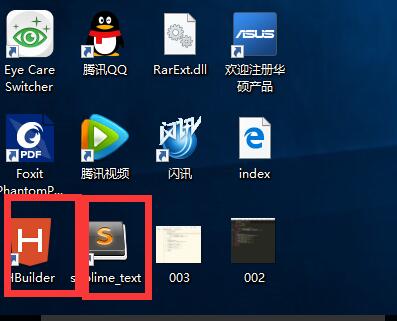 ASUS
Eye Care
Switcher
腾讯QQ
RarExt.dll
欢迎注册华
硕产品
PDF
闪讯
Foxit
PhantomP...
腾讯视频
闪讯
index
H
S
HBuilder
sublime_text
003
002